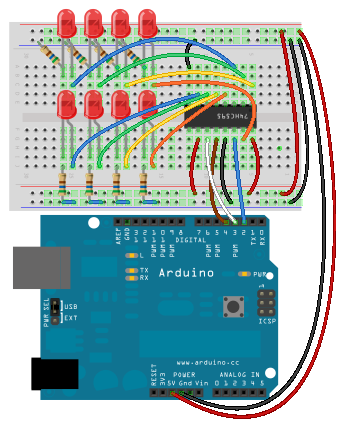 74HC595
AREF
GND
13
12
11
10
9
8
7
6
5
4
3
2
1
0
PWM
PWM
PWM
PWM
PWM
PWM
TX
RX
DIGITAL
L
TX
RX
Arduino
PWR
PWR SEL
USB
EXT
1
ICSP
www.arduino.cc
RESET
3V3
5V
Gnd
Vin
POWER
ANALOG IN
0 1 2 3 4 5